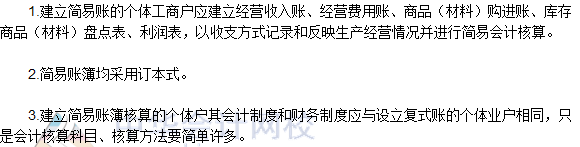 1.建立简易账的个体工商户应建立经营收入账、经营费用账、商品（材料）购进账、库存
商品（材料）盘点表、利润表，以收支方式记录和反映生产经营情况并进行简易会计核算。
2.简易账簿均采用订本式。
3.建立简易账簿核算的个体户其会计制度和财务制度应与设立复式账的个体业户相同，只
是会计核算科目、核算方法要简单许多。